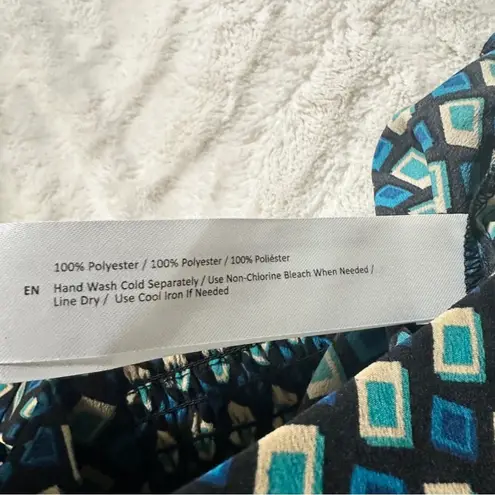 100% Polyester / 100% Polyester / 100% Poliéster
EN Hand Wash Cold Separately / Use Non-Chlorine Bleach When Needed /
Line Dry / Use Cool Iron If Needed